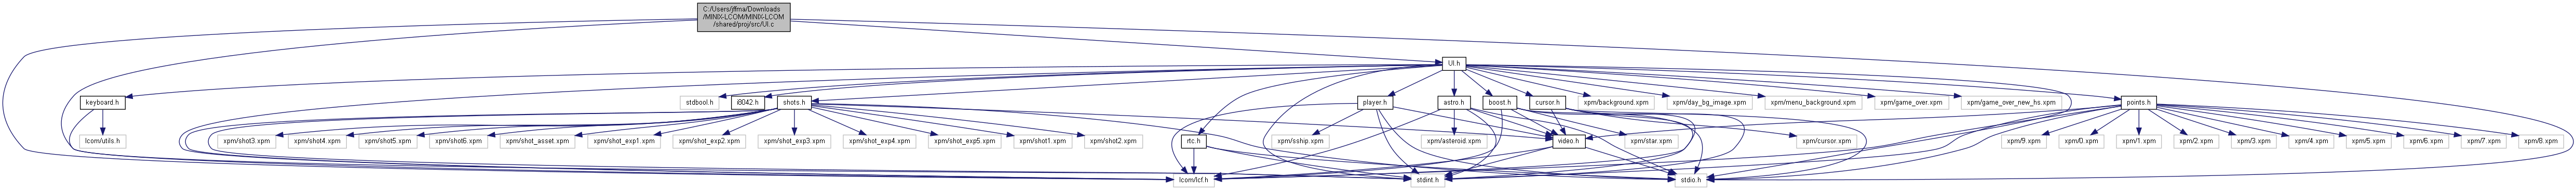 C:/Users/jffma/Downloads
/MINIX-LCOM/MINIX-LCOM
/shared/proj/src/UI.c
UI.h
keyboard.h
stdbool.h
i8042.h
shots.h
player.h
astro.h
boost.h
cursor.h
xpm/background.xpm
xpm/day_bg_image.xpm
xpm/menu_background.xpm
xpm/game_over.xpm
xpm/game_over_new_hs.xpm
points.h
lcom/utils.h
xpm/shot3.xpm
xpm/shot4.xpm
xpm/shot5.xpm
xpm/shot6.xpm
xpm/shot_asset.xpm
xpm/shot_exp1.xpm
xpm/shot_exp2.xpm
xpm/shot_exp3.xpm
xpm/shot_exp4.xpm
xpm/shot_exp5.xpm
xpm/shot1.xpm
xpm/shot2.xpm
rtc.h
xpm/sship.xpm
xpm/asteroid.xpm
video.h
xpm/star.xpm
xpm/cursor.xpm
xpm/9.xpm
xpm/0.xpm
xpm/1.xpm
xpm/2.xpm
xpm/3.xpm
xpm/4.xpm
xpm/5.xpm
xpm/6.xpm
xpm/7.xpm
xpm/8.xpm
lcom/lcf.h
stdint.h
stdio.h